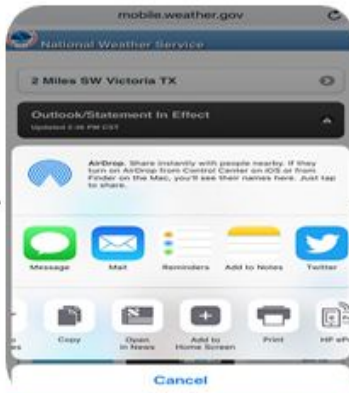 mobile.weather.gov
National Weather Service
2 Miles SW Victoria TX
Outlook/Statement In Effect
Updated 2:36 PM CST
AirDrop. Share instantly with people nearby. If they
turn on AirDrop from Control Center on iOS or from
Finder on the Mac, you'll see their names here. Just tap
to share.
Message Mail Reminders Add to Notes Twitter
Copy Open in News Add to Home Screen Print HP
Cancel